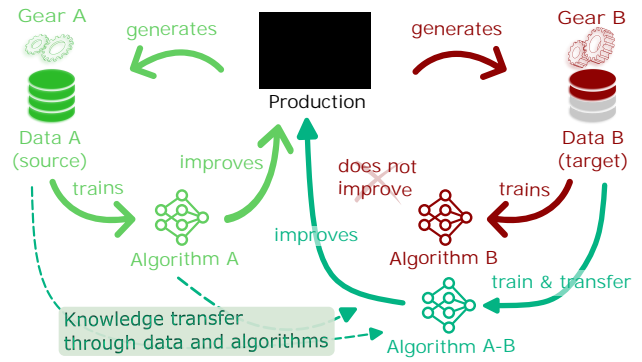 Gear A
Gear B
generates
generates
Production
Data A
(source)
Data B
(target)
improves
does not
improve
trains
trains
improves
Algorithm A
Algorithm B
train & transfer
Knowledge transfer
through data and algorithms
Algorithm A-B